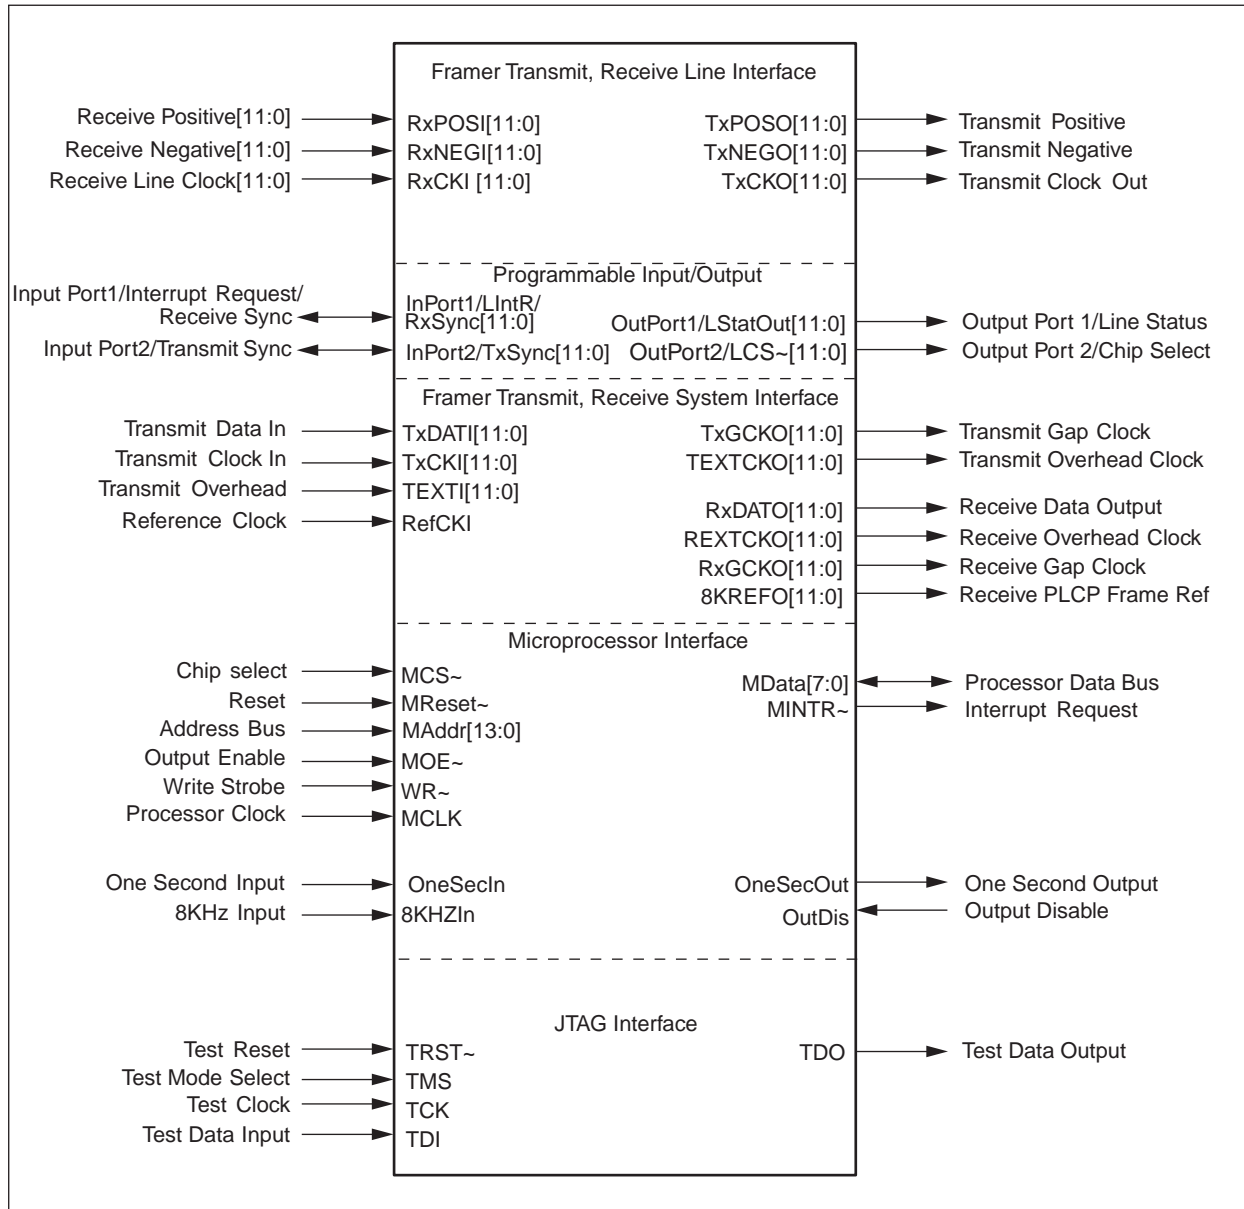 Framer Transmit, Receive Line Interface
Receive Positive[11:0] RxPOSI[11:0] TxPOSO[11:0] Transmit Positive
Receive Negative[11:0] RxNEGI[11:0] TxNEGO[11:0] Transmit Negative
Receive Line Clock[11:0] RxCKI [11:0] TxCKO[11:0] Transmit Clock Out
Programmable Input/Output
Input Port1/Interrupt Request/ InPort1/LIntR/
Receive Sync RxSync[11:0] OutPort1/LStatOut[11:0] Output Port 1/Line Status
Input Port2/Transmit Sync InPort2/TxSync[11:0] OutPort2/LCS~[11:0] Output Port 2/Chip Select
Framer Transmit, Receive System Interface
Transmit Data In TxDATI[11:0] TxGCKO[11:0] Transmit Gap Clock
Transmit Clock In TxCKI[11:0] TEXTCKO[11:0] Transmit Overhead Clock
Transmit Overhead TEXTI[11:0]
RxDATO[11:0] Receive Data Output
Reference Clock RefCKI
REXTCKO[11:0] Receive Overhead Clock
RxGCKO[11:0] Receive Gap Clock
8KREFO[11:0] Receive PLCP Frame Ref
Microprocessor Interface
Chip select MCS~ MData[7:0] Processor Data Bus
Reset MReset~ MINTR~ Interrupt Request
Address Bus MAddr[13:0]
Output Enable MOE~
Write Strobe WR~
Processor Clock MCLK
One Second Input OneSecIn OneSecOut One Second Output
8KHz Input 8KHZIn OutDis Output Disable
JTAG Interface
Test Reset TRST~ TDO Test Data Output
Test Mode Select TMS
Test Clock TCK
Test Data Input TDI